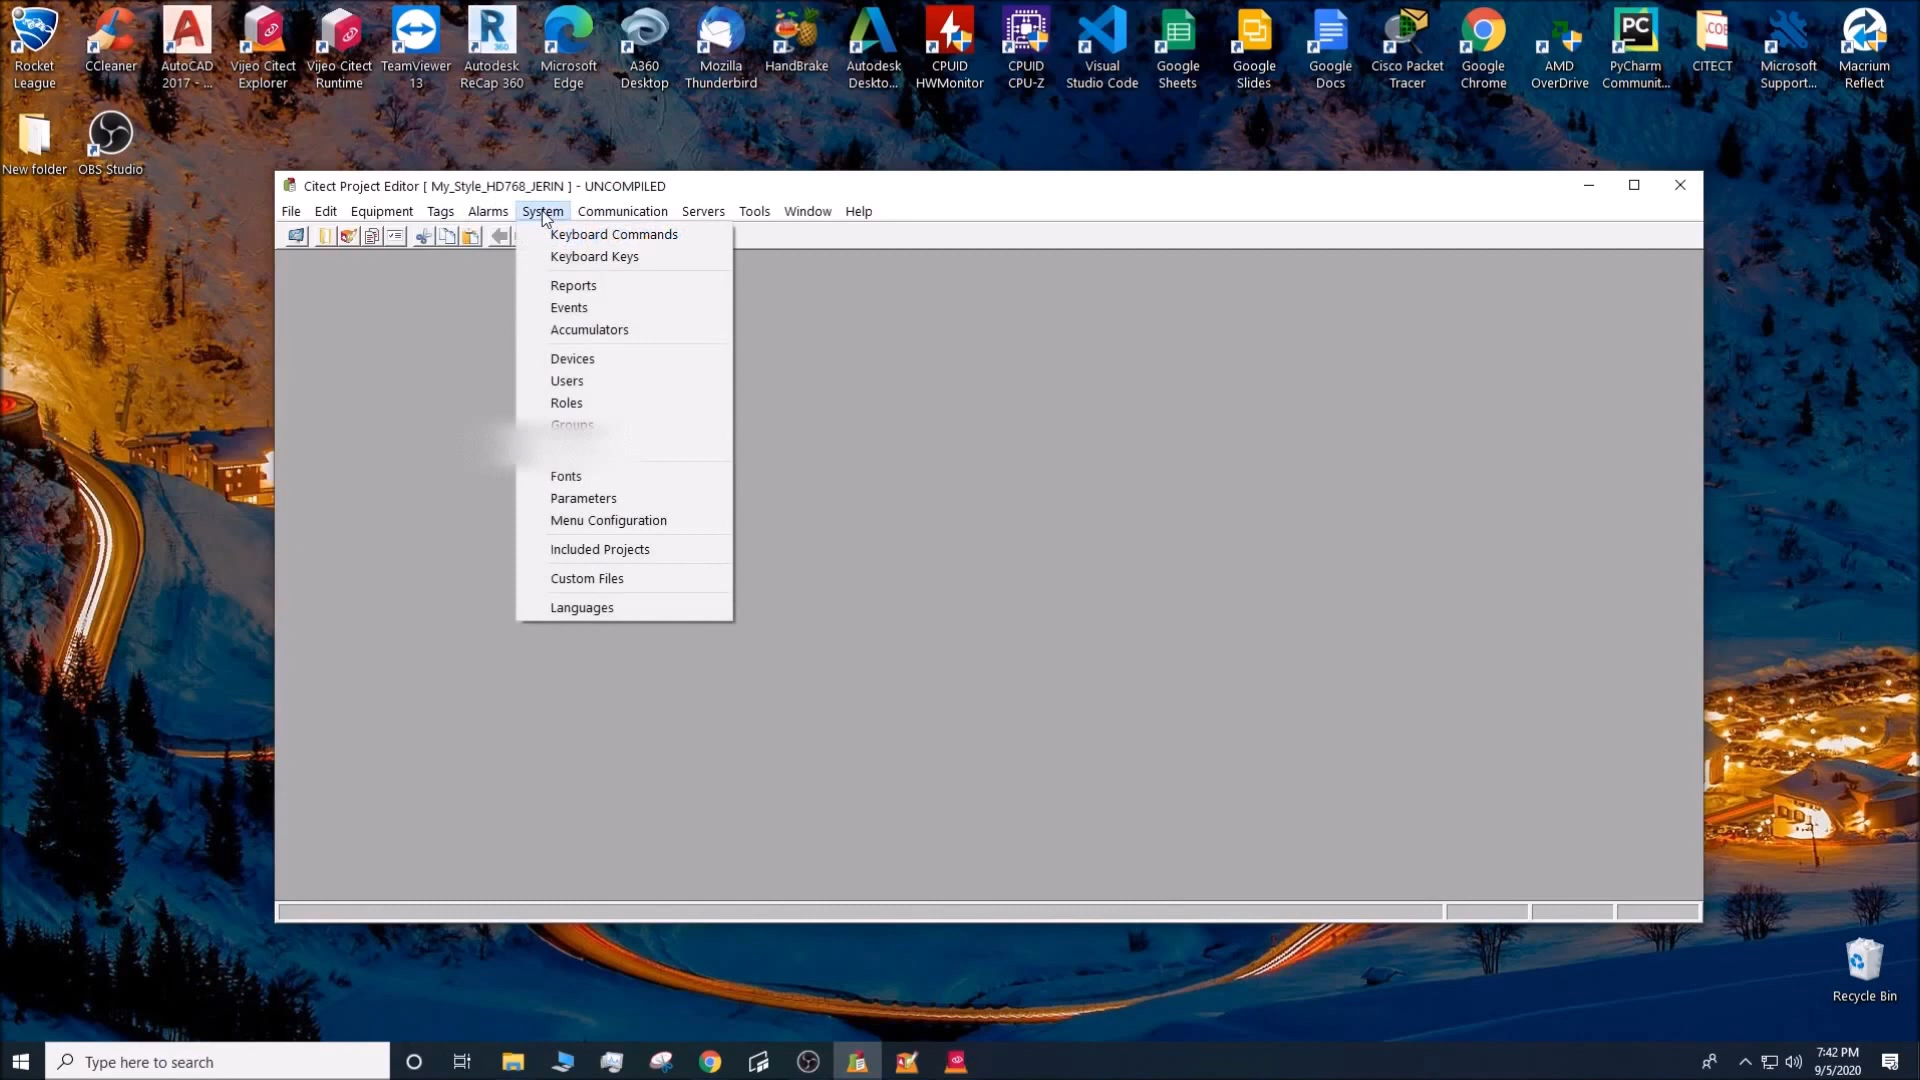 Rocket
League
CCleaner
AutoCAD
2017 - ...
Vijeo Citect
Explorer
Vijeo Citect
Runtime
TeamViewer
13
Autodesk
ReCap 360
Microsoft
Edge
A360
Desktop
Mozilla
Thunderbird
HandBrake
Autodesk
Deskto...
CPUID
HWMonitor
CPUID
CPU-Z
Visual
Studio Code
Google
Sheets
Google
Slides
Google
Docs
Cisco Packet
Tracer
Google
Chrome
AMD
OverDrive
PyCharm
Communit...
CITECT
Microsoft
Support...
Macrium
Reflect
New folder
OBS Studio
Citect Project Editor [ My_Style_HD768_JERIN ] - UNCOMPILED
File Edit Equipment Tags Alarms System Communication Servers Tools Window Help
Keyboard Commands
Keyboard Keys
Reports
Events
Accumulators
Devices
Users
Roles
Groups
Fonts
Parameters
Menu Configuration
Included Projects
Custom Files
Languages
Recycle Bin
Type here to search
7:42 PM
9/5/2020